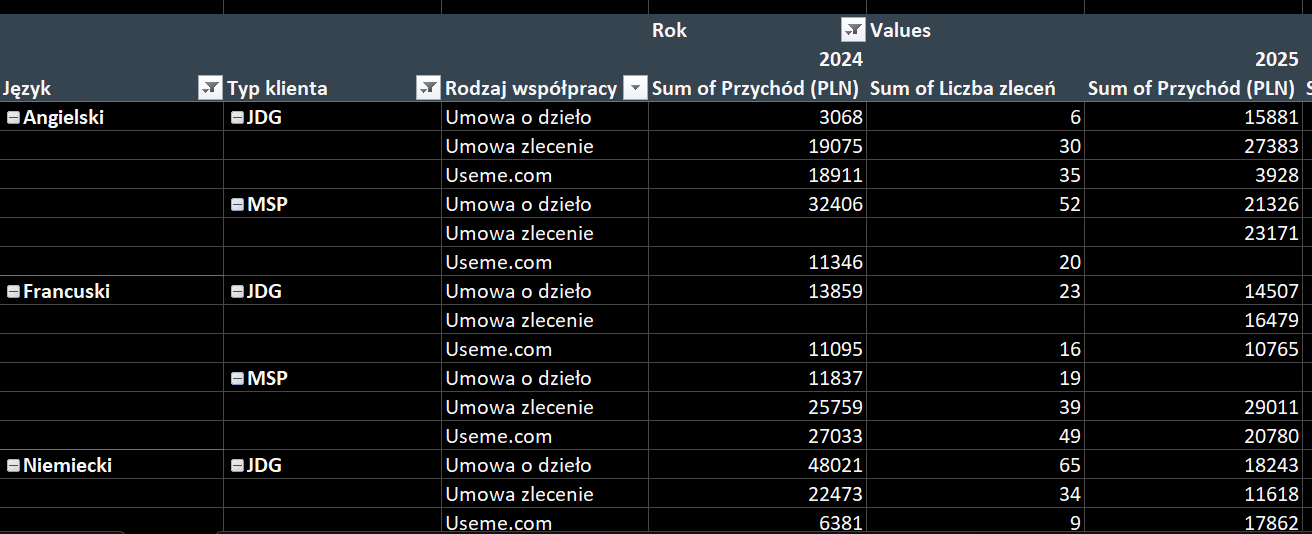 Rok Values
2024 2025
Język Typ klienta Rodzaj współpracy Sum of Przychód (PLN) Sum of Liczba zleceń Sum of Przychód (PLN)
Angielski JDG Umowa o dzieło 3068 6 15881
Umowa zlecenie 19075 30 27383
Useme.com 18911 35 3928
MSP Umowa o dzieło 32406 52 21326
Umowa zlecenie 23171
Useme.com 11346 20
Francuski JDG Umowa o dzieło 13859 23 14507
Umowa zlecenie 16479
Useme.com 11095 16 10765
MSP Umowa o dzieło 11837 19
Umowa zlecenie 25759 39 29011
Useme.com 27033 49 20780
Niemiecki JDG Umowa o dzieło 48021 65 18243
Umowa zlecenie 22473 34 11618
Useme.com 6381 9 17862